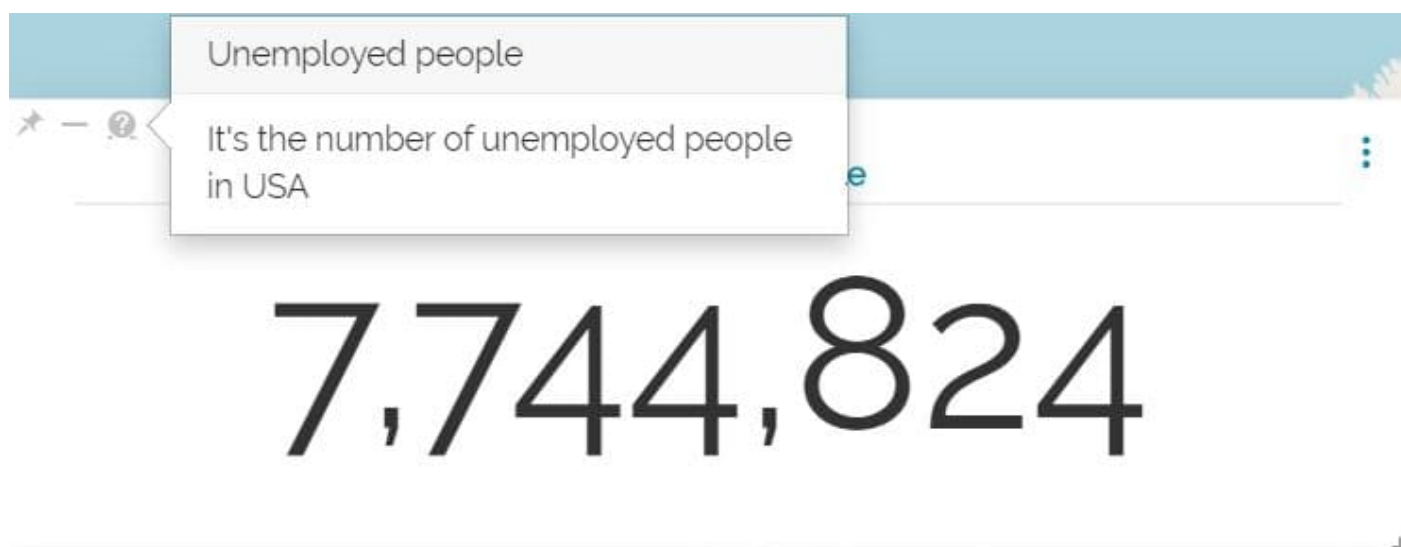 Unemployed people
It's the number of unemployed people
in USA
e
7,744,824